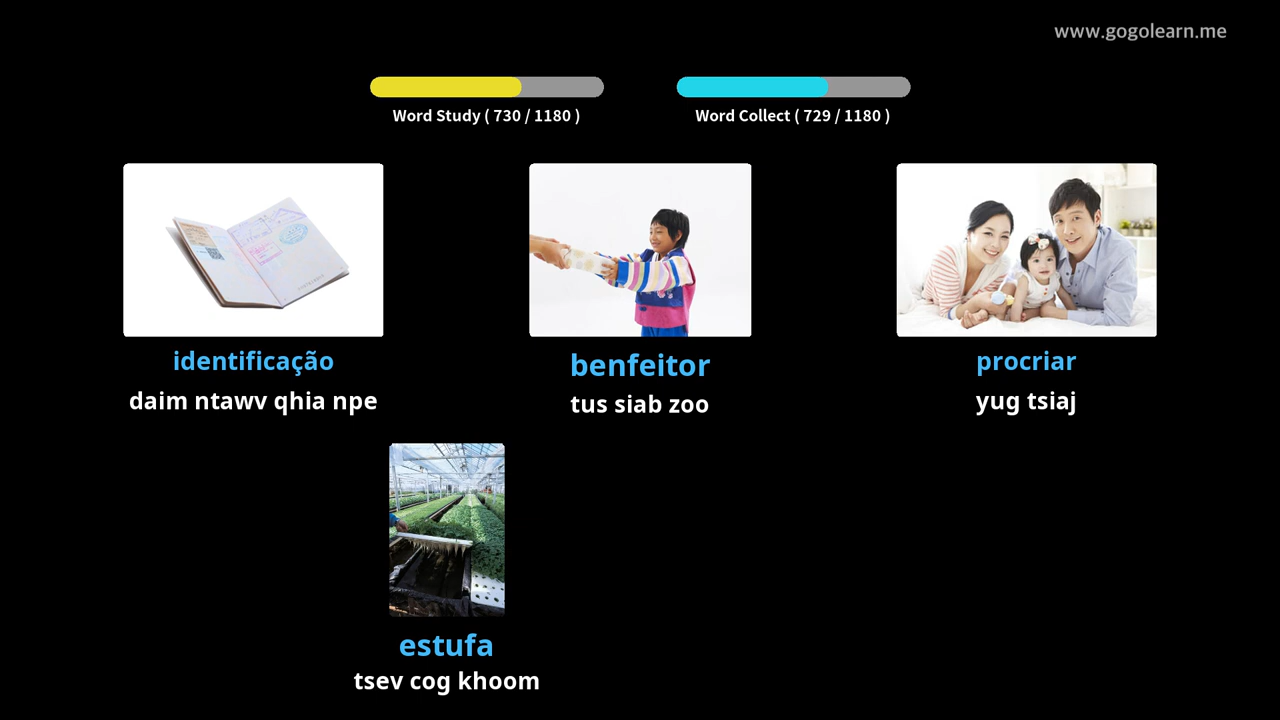 www.gogolearn.me
Word Study ( 730 / 1180 )
Word Collect ( 729 / 1180 )
identificação
daim ntawv qhia npe
benfeitor
tus siab zoo
procriar
yug tsiaj
estufa
tsev cog khoom